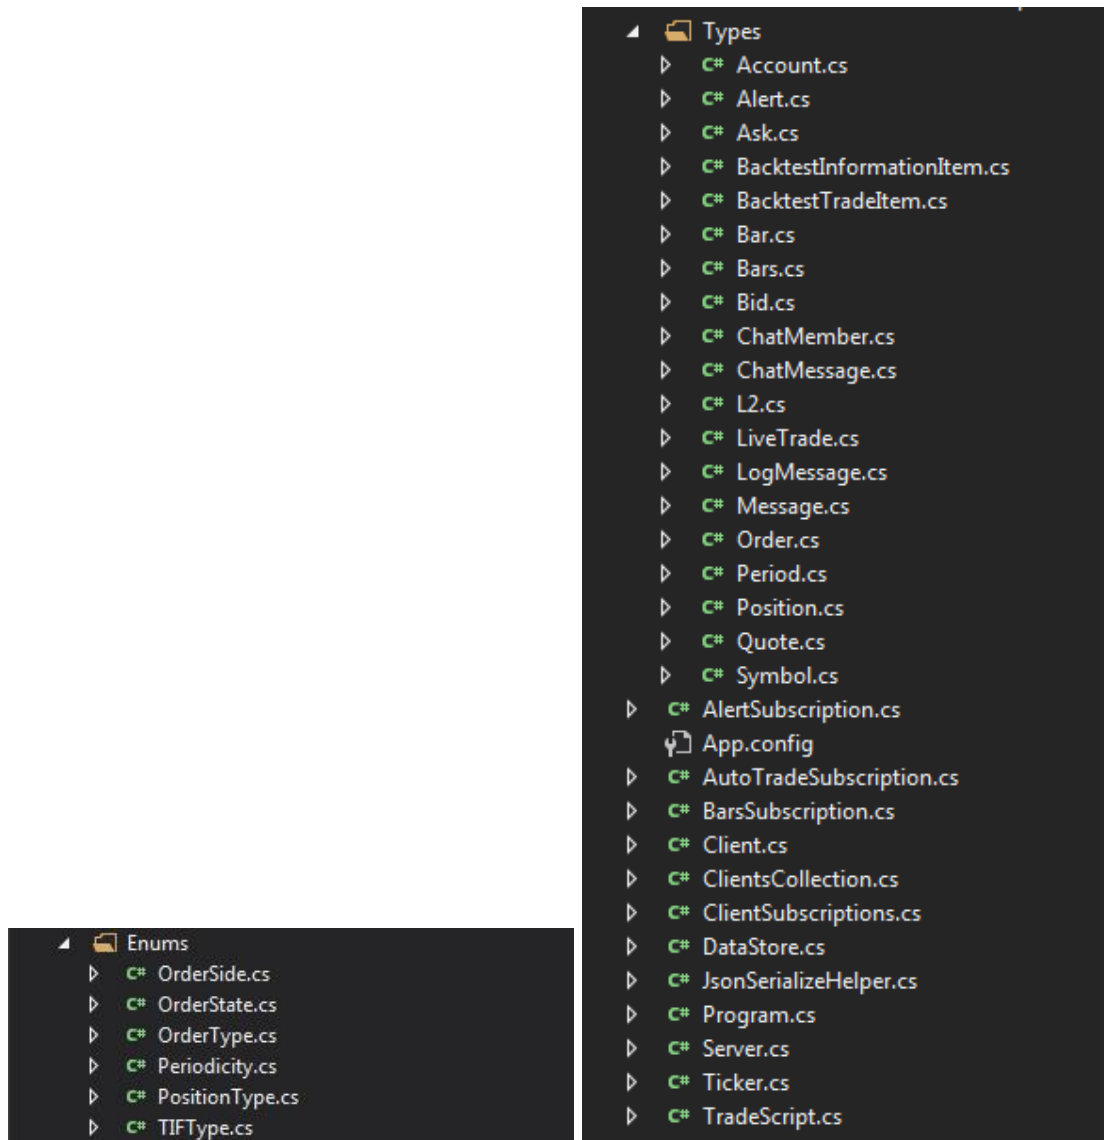 Enums
C# OrderSide.cs
C# OrderState.cs
C# OrderType.cs
C# Periodicity.cs
C# PositionType.cs
C# TIFType.cs
Types
C# Account.cs
C# Alert.cs
C# Ask.cs
C# BacktestInformationItem.cs
C# BacktestTradeItem.cs
C# Bar.cs
C# Bars.cs
C# Bid.cs
C# ChatMember.cs
C# ChatMessage.cs
C# L2.cs
C# LiveTrade.cs
C# LogMessage.cs
C# Message.cs
C# Order.cs
C# Period.cs
C# Position.cs
C# Quote.cs
C# Symbol.cs
C# AlertSubscription.cs
App.config
C# AutoTradeSubscription.cs
C# BarsSubscription.cs
C# Client.cs
C# ClientsCollection.cs
C# ClientSubscriptions.cs
C# DataStore.cs
C# JsonSerializeHelper.cs
C# Program.cs
C# Server.cs
C# Ticker.cs
C# TradeScript.cs